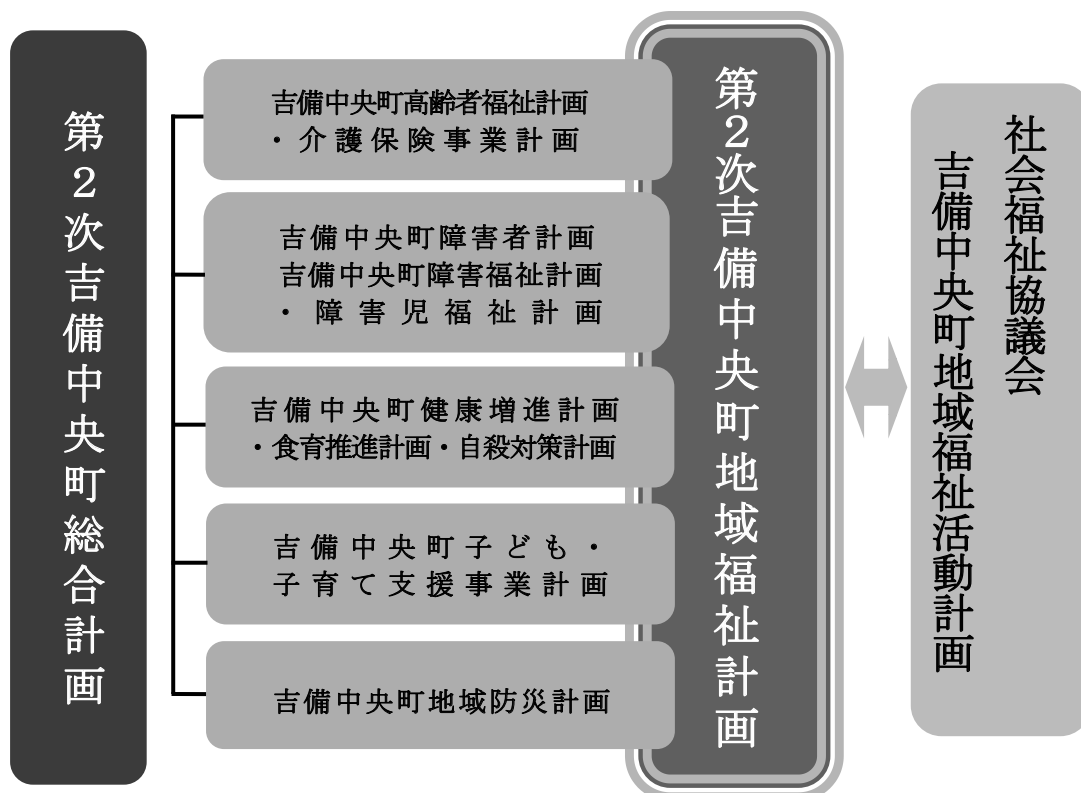 第２次吉備中央町総合計画
吉備中央町高齢者福祉計画
・介護保険事業計画
吉備中央町障害者計画
吉備中央町障害福祉計画
・障害児福祉計画
吉備中央町健康増進計画
・食育推進計画・自殺対策計画
吉備中央町子ども・
子育て支援事業計画
吉備中央町地域防災計画
第２次吉備中央町地域福祉計画
社会福祉協議会
吉備中央町地域福祉活動計画